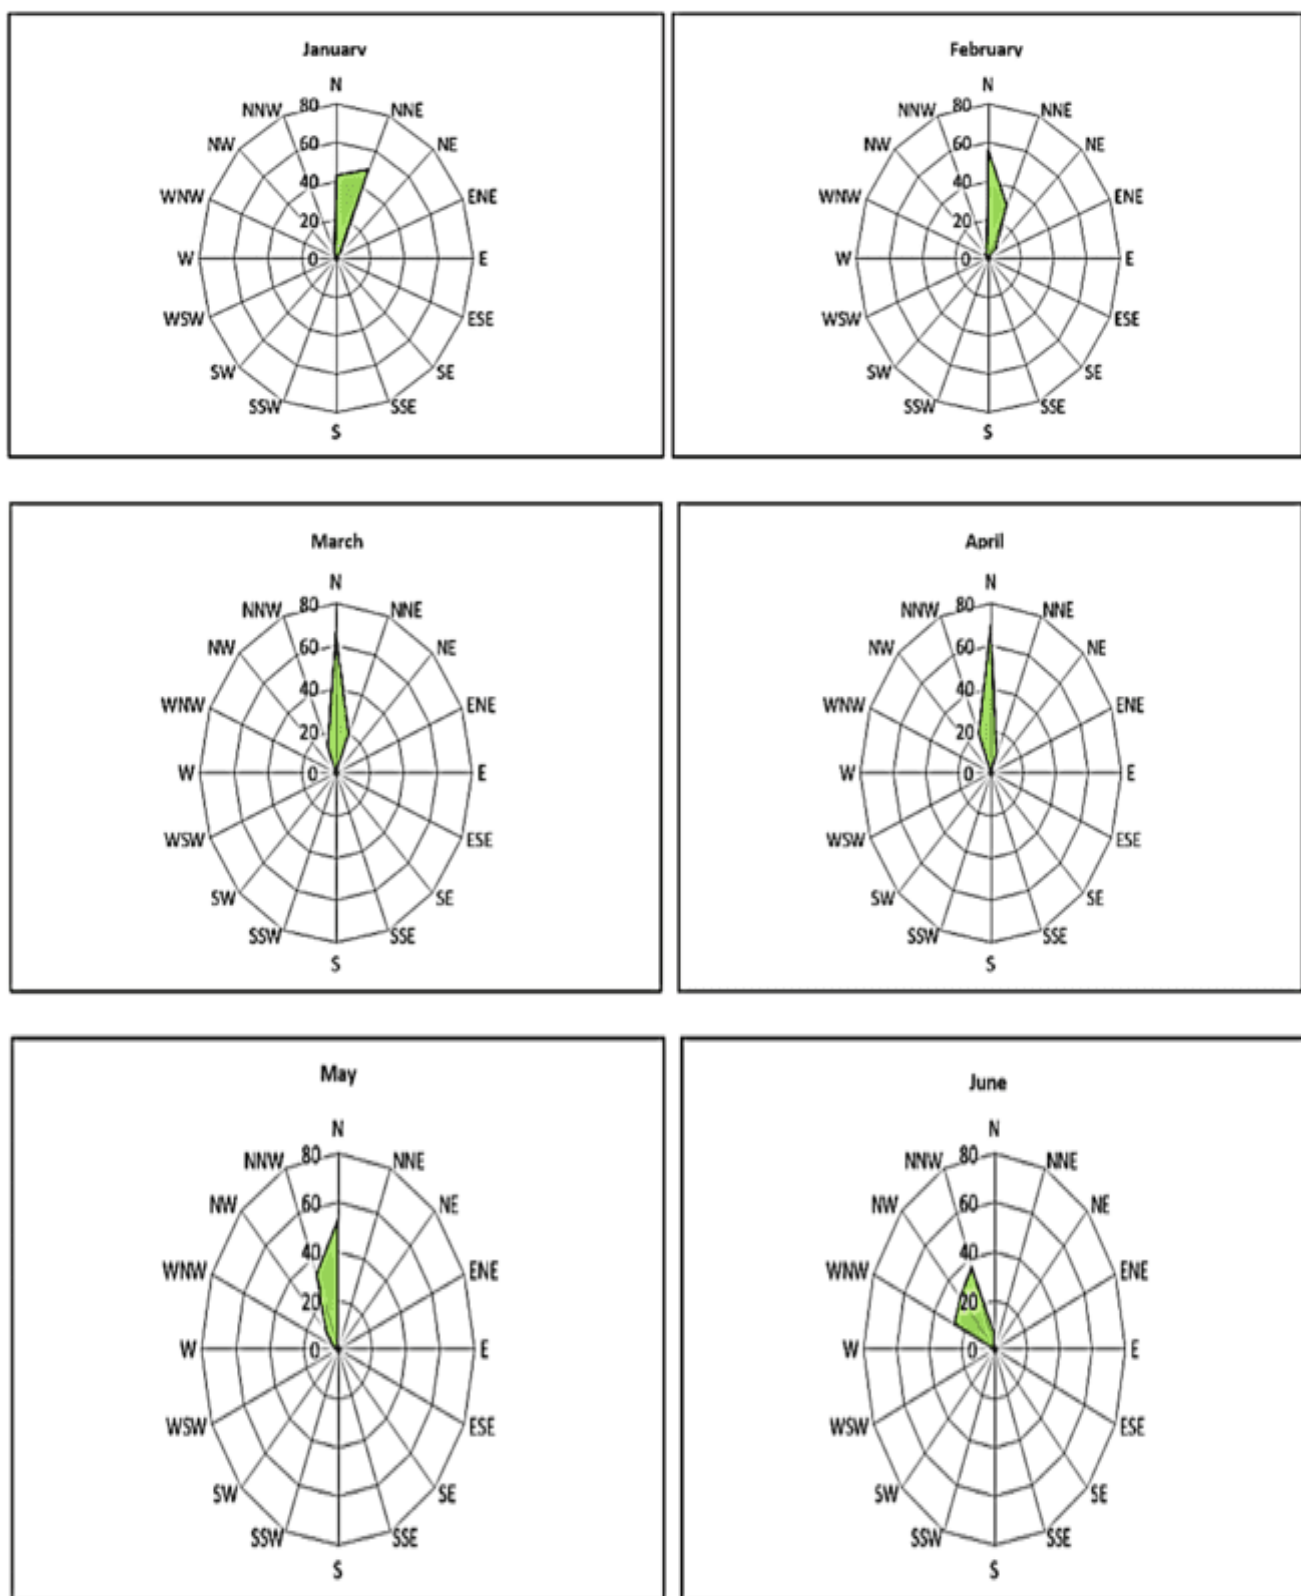 January
N
NNW 80 NNE
NW 60 NE
WNW 40 ENE
20
W 0 E
WSW ESE
SW SE
SSW SSE
S
February
N
NNW 80 NNE
NW 60 NE
WNW 40 ENE
20
W 0 E
WSW ESE
SW SE
SSW SSE
S
March
N
NNW 80 NNE
NW 60 NE
WNW 40 ENE
20
W 0 E
WSW ESE
SW SE
SSW SSE
S
April
N
NNW 80 NNE
NW 60 NE
WNW 40 ENE
20
W 0 E
WSW ESE
SW SE
SSW SSE
S
May
N
NNW 80 NNE
NW 60 NE
40
WNW ENE
20
W 0 E
WSW ESE
SW SE
SSW SSE
S
June
N
NNW 80 NNE
NW 60 NE
40
WNW ENE
20
W 0 E
WSW ESE
SW SE
SSW SSE
S